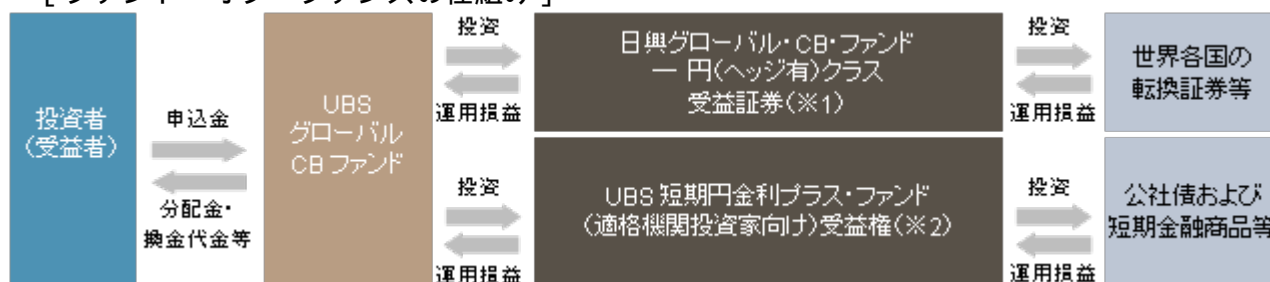 [ファンド・オブ・ファンズの仕組み]
投資者
(受益者)
申込金
分配金・
換金代金等
UBS
グローバル
CBファンド
投資
運用損益
日興グローバル・CB・ファンド
― 円(ヘッジ有)クラス
受益証券(※1)
投資
運用損益
世界各国の
転換証券等
投資
運用損益
UBS 短期円金利プラス・ファンド
(適格機関投資家向け)受益権(※2)
投資
運用損益
公社債および
短期金融商品等